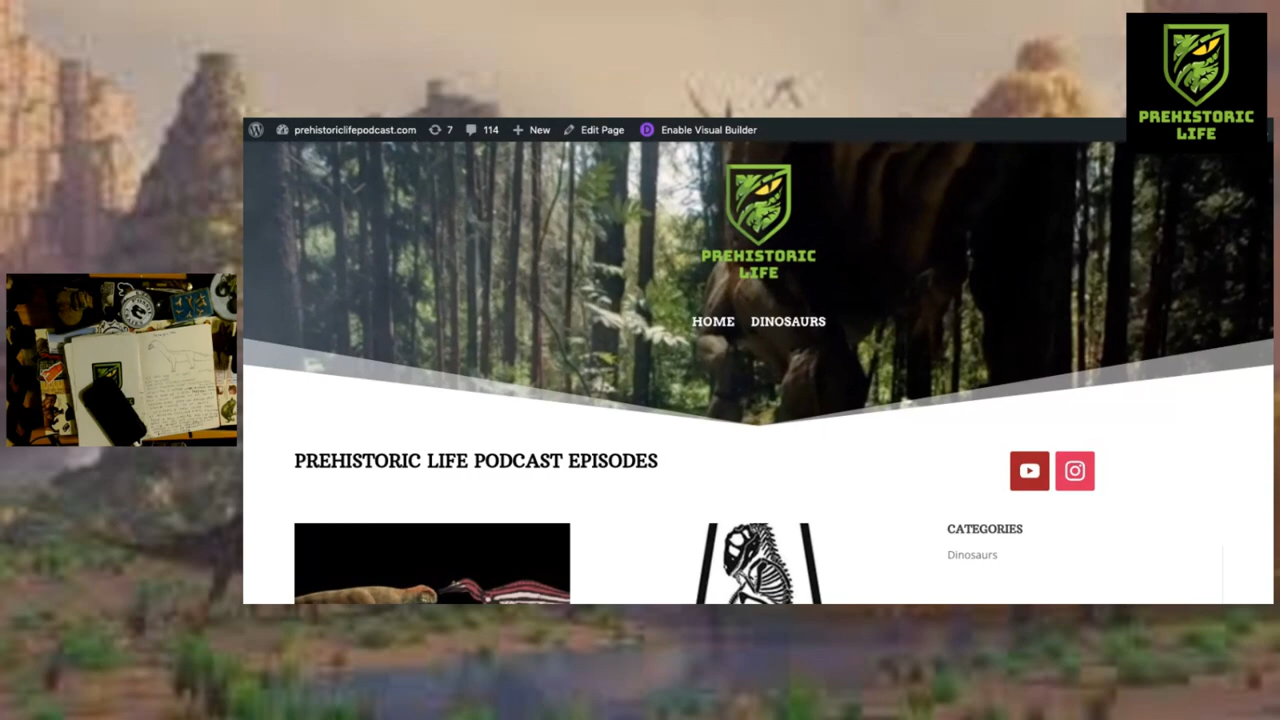 PREHISTORIC
LIFE
prehistoriclifepodcast.com 7 114 New Edit Page D Enable Visual Builder
PREHISTORIC
LIFE
HOME DINOSAURS
PREHISTORIC LIFE PODCAST EPISODES
CATEGORIES
Dinosaurs